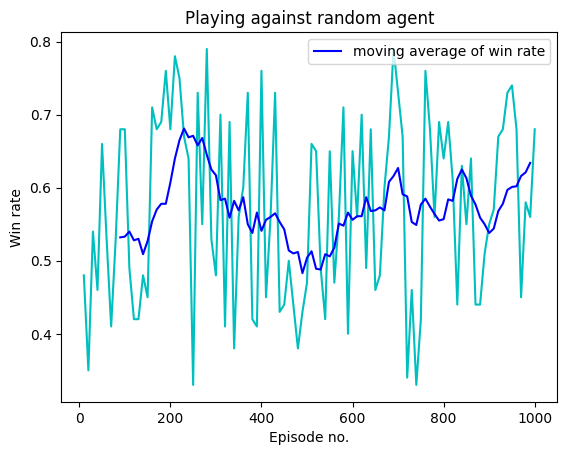 Playing against random agent
moving average of win rate
Win rate
0.8
0.7
0.6
0.5
0.4
0
200
400
600
800
1000
Episode no.